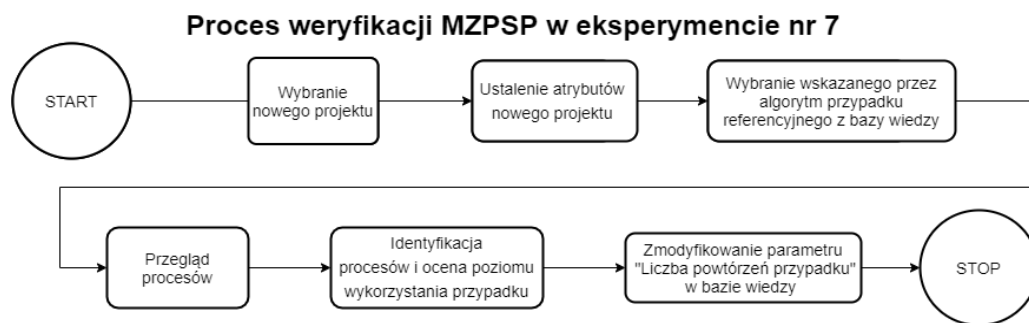 Proces weryfikacji MZPSP w eksperymencie nr 7
START
Wybranie
nowego projektu
Ustalenie atrybutów
nowego projektu
Wybranie wskazanego przez
algorytm przypadku
referencyjnego z bazy wiedzy
Przegląd
procesów
Identyfikacja
procesów i ocena poziomu
wykorzystania przypadku
Zmodyfikowanie parametru
"Liczba powtórzeń przypadku"
w bazie wiedzy
STOP